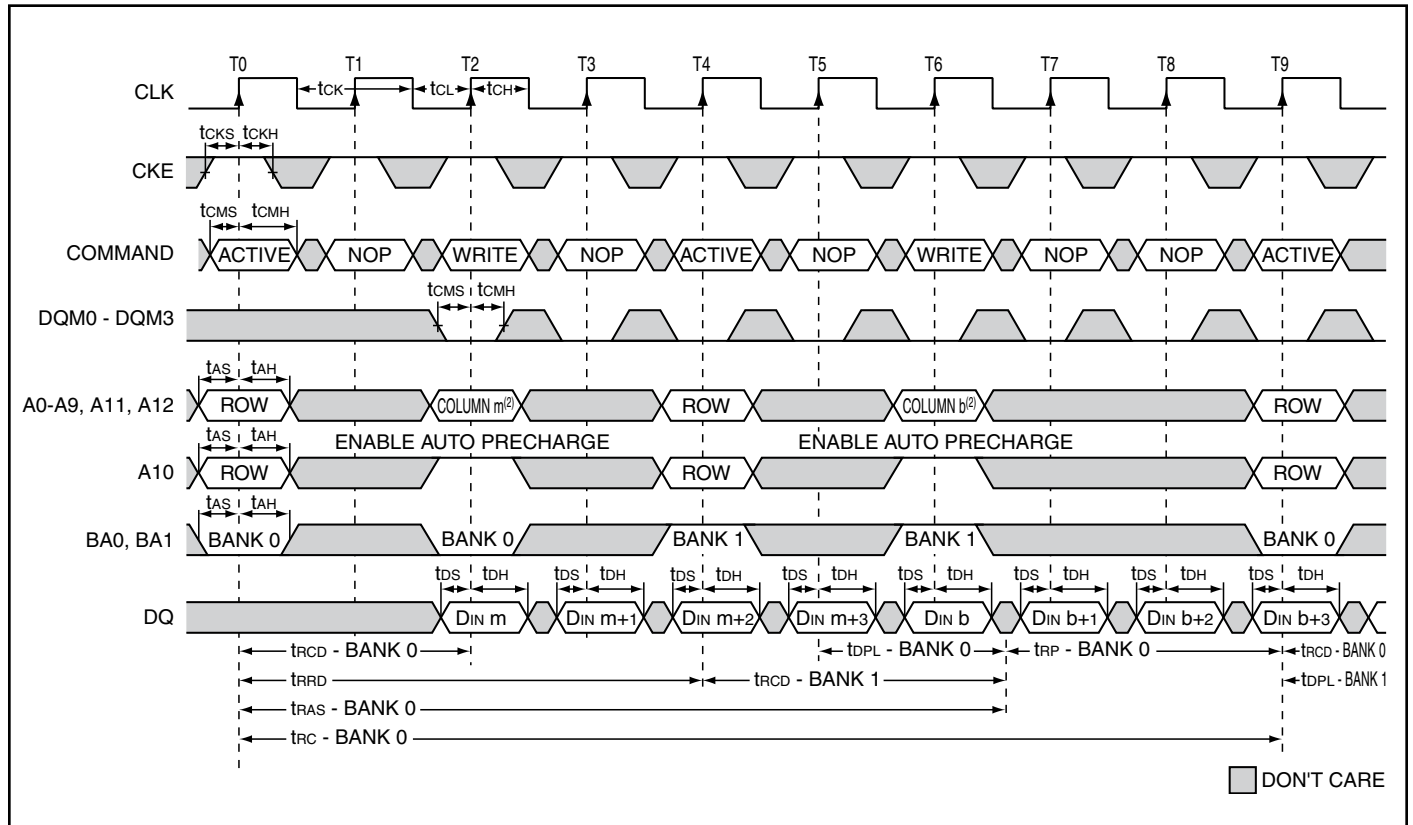 T0 T1 T2 T3 T4 T5 T6 T7 T8 T9
CLK tCK tCL tCH
tCKS tCKH
CKE
tCMS tCMH
COMMAND ACTIVE NOP WRITE NOP ACTIVE NOP WRITE NOP NOP ACTIVE
tCMS tCMH
DQM0 - DQM3
tAS tAH
A0-A9, A11, A12 ROW COLUMN m(2) ROW COLUMN b(2) ROW
tAS tAH ENABLE AUTO PRECHARGE ENABLE AUTO PRECHARGE
A10 ROW ROW ROW
tAS tAH
BA0, BA1 BANK 0 BANK 0 BANK 1 BANK 1 BANK 0
tDS tDH tDS tDH tDS tDH tDS tDH tDS tDH tDS tDH tDS tDH tDS tDH
DQ DIN m DIN m+1 DIN m+2 DIN m+3 DIN b DIN b+1 DIN b+2 DIN b+3
tRCD - BANK 0 tDPL - BANK 0 tRP - BANK 0 tRCD - BANK 0
tRRD tRCD - BANK 1 tDPL - BANK 1
tRAS - BANK 0
tRC - BANK 0
DON'T CARE